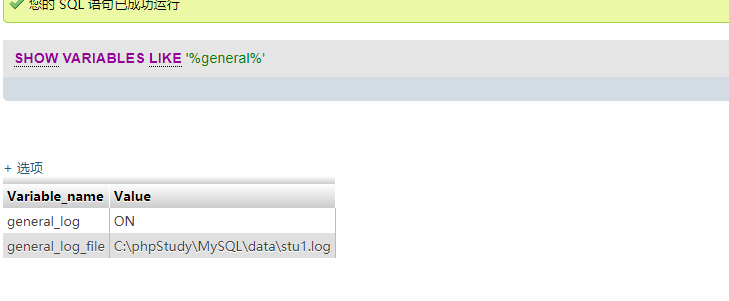 您的 SQL 语句已成功运行
SHOW VARIABLES LIKE '%general%'
+ 选项
Variable_name Value
general_log ON
general_log_file C:\phpStudy\MySQL\data\stu1.log